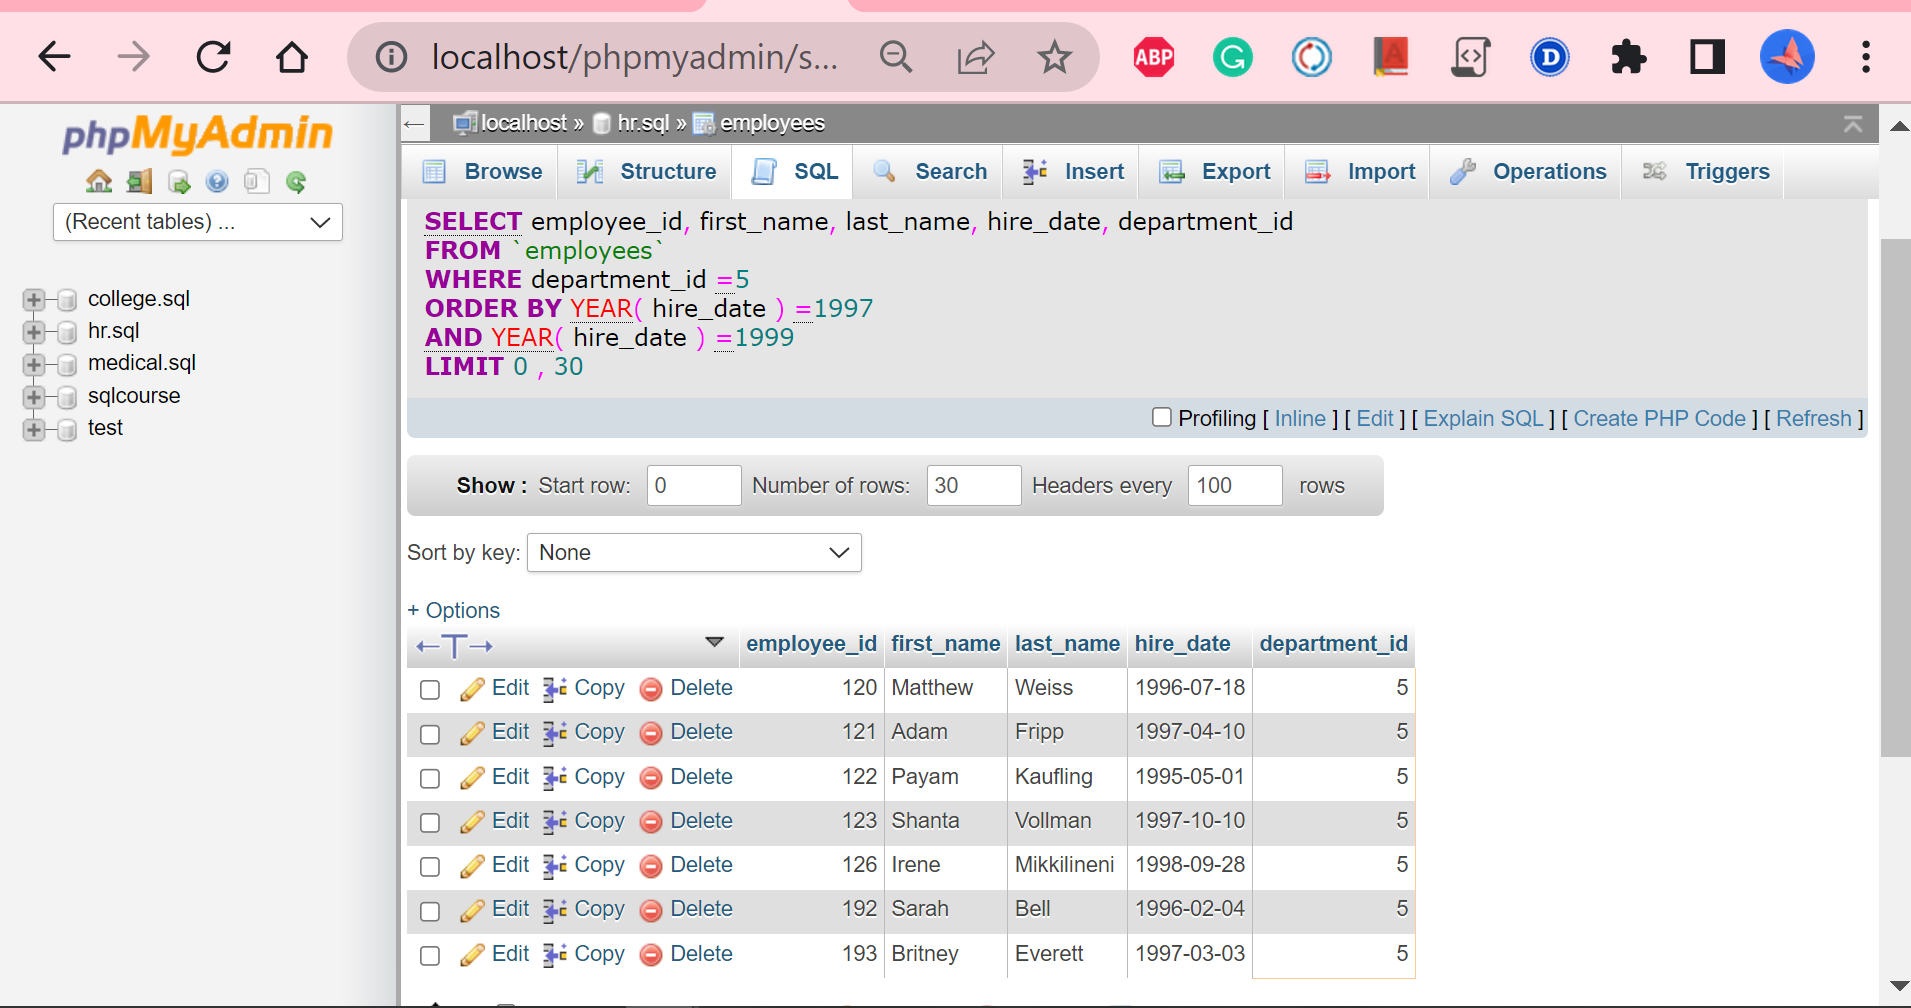 localhost/phpmyadmin/s...
ABP
G
A
D
phpMyAdmin
(Recent tables) ...
college.sql
hr.sql
medical.sql
sqlcourse
test
localhost » hr.sql » employees
Browse Structure SQL Search Insert Export Import Operations Triggers
SELECT employee_id, first_name, last_name, hire_date, department_id
FROM `employees`
WHERE department_id =5
ORDER BY YEAR( hire_date ) =1997
AND YEAR( hire_date ) =1999
LIMIT 0 , 30
Profiling [ Inline ] [ Edit ] [ Explain SQL ] [ Create PHP Code ] [ Refresh ]
Show : Start row: 0 Number of rows: 30 Headers every 100 rows
Sort by key: None
+ Options
←T→ employee_id first_name last_name hire_date department_id
Edit Copy Delete 120 Matthew Weiss 1996-07-18 5
Edit Copy Delete 121 Adam Fripp 1997-04-10 5
Edit Copy Delete 122 Payam Kaufling 1995-05-01 5
Edit Copy Delete 123 Shanta Vollman 1997-10-10 5
Edit Copy Delete 126 Irene Mikkilineni 1998-09-28 5
Edit Copy Delete 192 Sarah Bell 1996-02-04 5
Edit Copy Delete 193 Britney Everett 1997-03-03 5